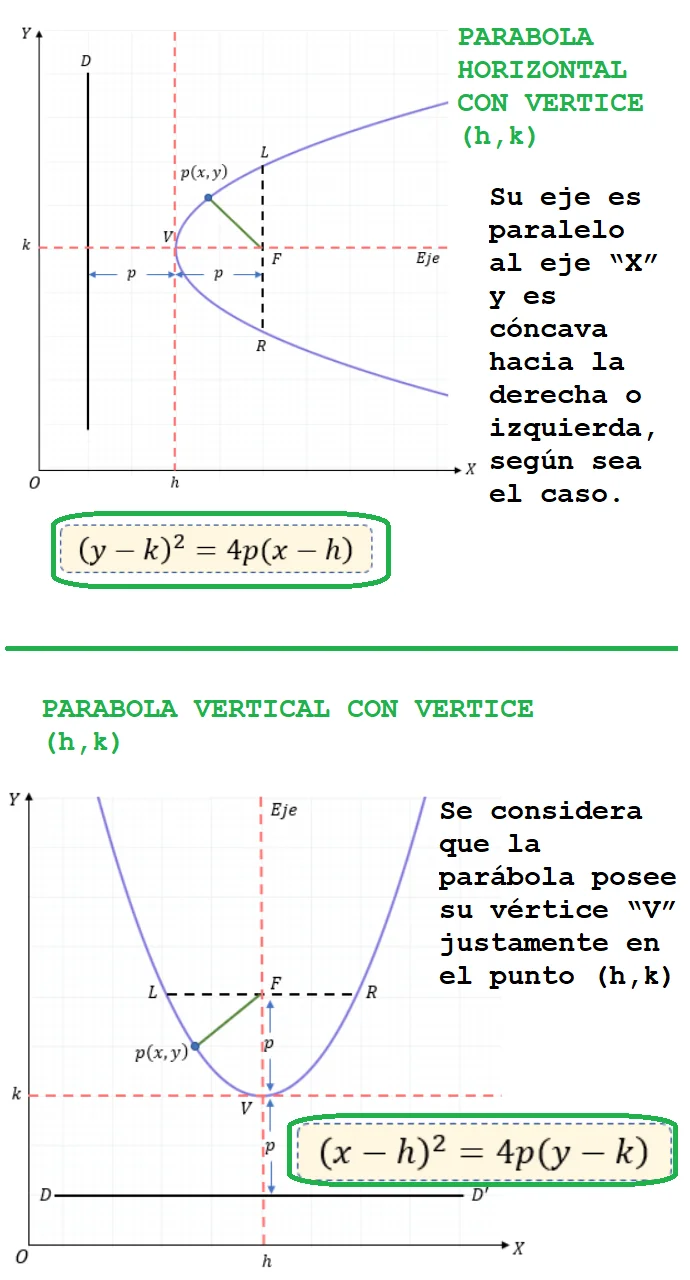 Y
D
PARABOLA
HORIZONTAL
CON VERTICE
(h,k)
L
p(x, y)
Su eje es
paralelo
al eje “X”
y es
cóncava
hacia la
derecha o
izquierda,
según sea
el caso.
k
V
F
Eje
p
p
R
O
h
X
(y − k)² = 4p(x − h)
PARABOLA VERTICAL CON VERTICE
(h,k)
Y
Eje
Se considera
que la
parábola posee
su vértice “V”
justamente en
el punto (h,k)
L
F
R
p(x, y)
p
k
V
p
(x − h)² = 4p(y − k)
D
D′
O
h
X